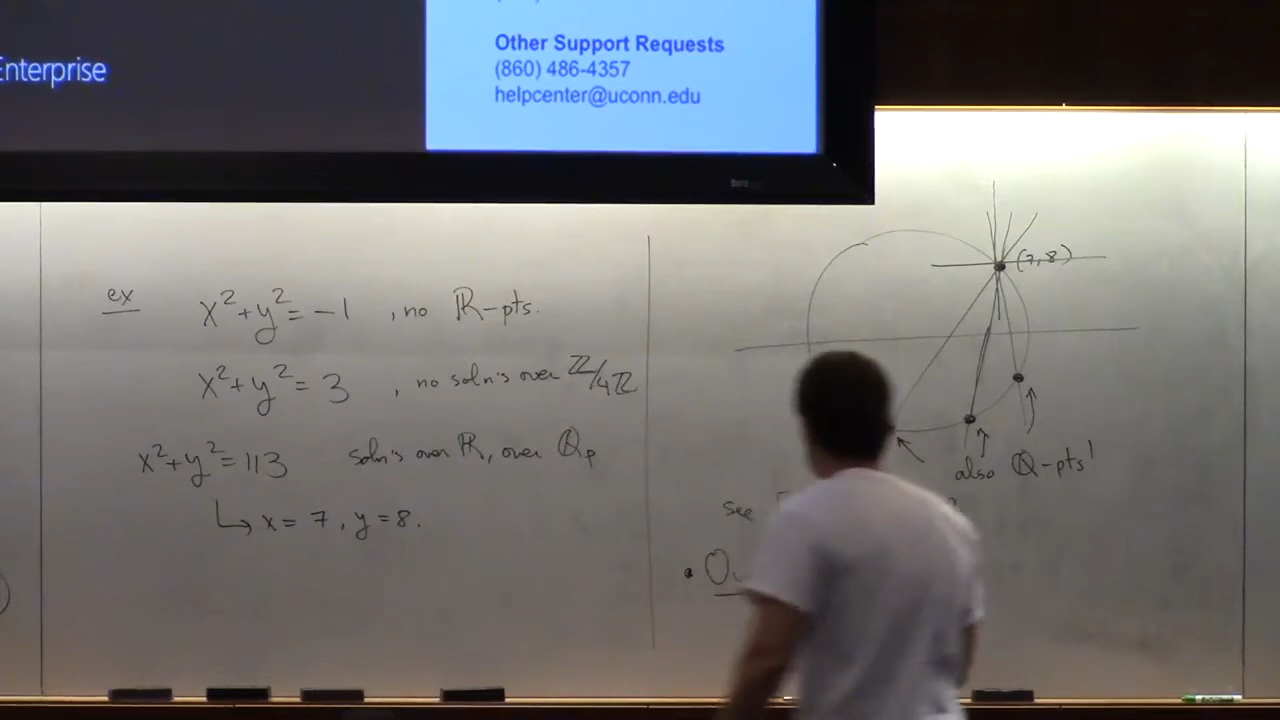 Enterprise
Other Support Requests
(860) 486-4357
helpcenter@uconn.edu
ex
x²+y²=-1 , no ℝ-pts.
x²+y²=3 , no soln's over ℤ/4ℤ
x²+y²=113 soln's over ℝ, over ℚp
↳ x=7, y=8.
(7,8)
also ℚ-pts!
see